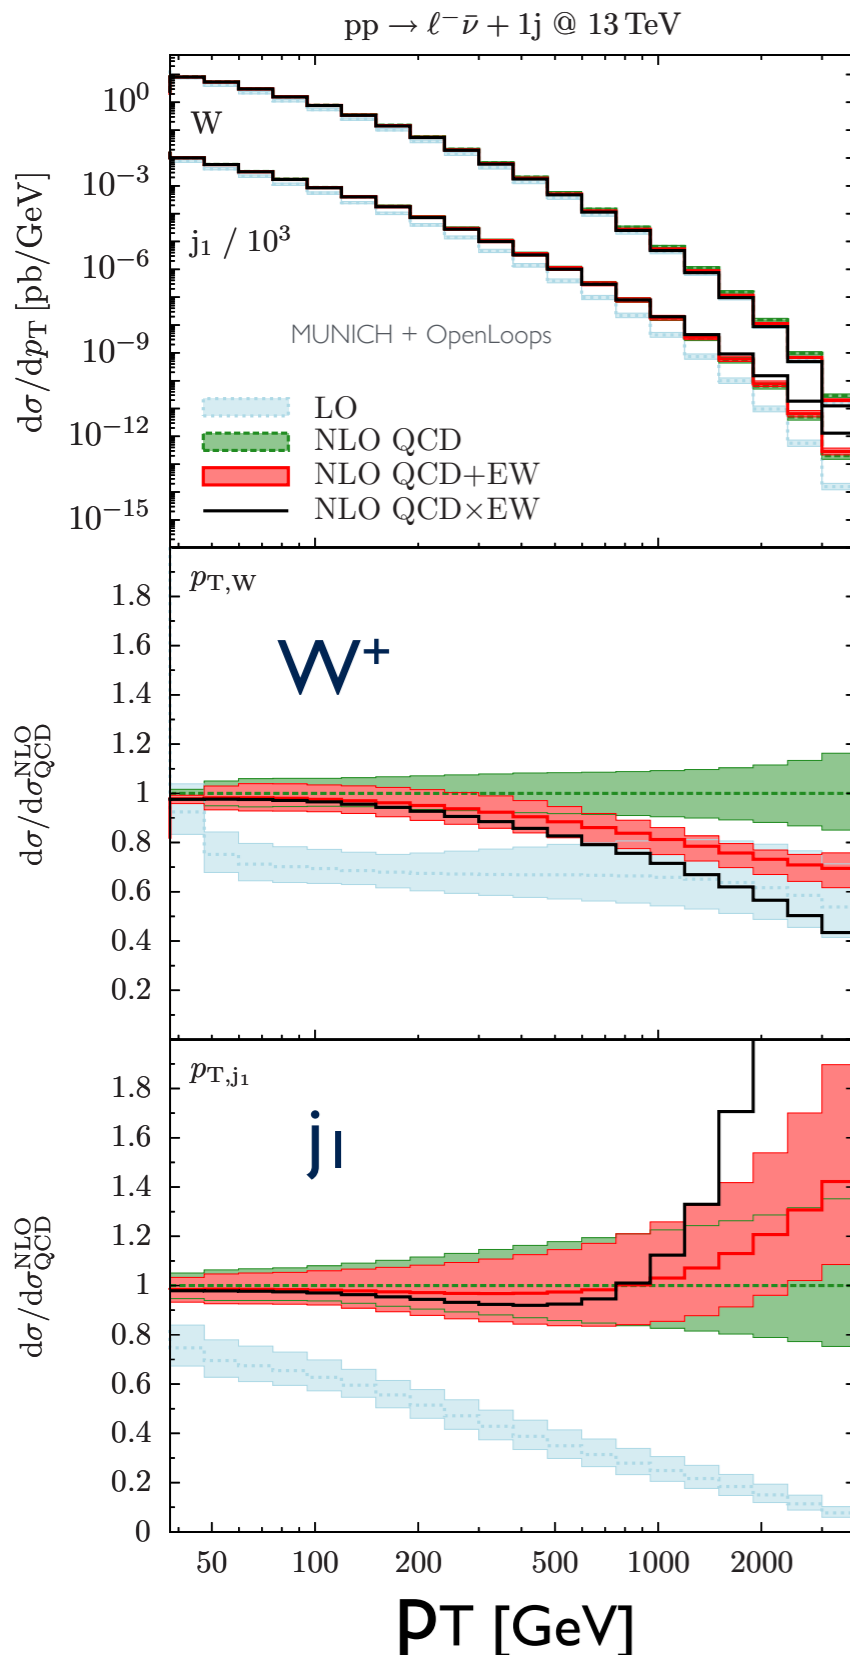 pp → ℓ⁻ν̄ + 1j @ 13 TeV
dσ/dp_T [pb/GeV]
10⁰
10⁻³
10⁻⁶
10⁻⁹
10⁻¹²
10⁻¹⁵
W
j₁ / 10³
MUNICH + OpenLoops
LO
NLO QCD
NLO QCD+EW
NLO QCD×EW
dσ/dσ_QCD^NLO
p_T,W
W⁺
1.8
1.6
1.4
1.2
1
0.8
0.6
0.4
0.2
dσ/dσ_QCD^NLO
p_T,j₁
j1
1.8
1.6
1.4
1.2
1
0.8
0.6
0.4
0.2
0
50 100 200 500 1000 2000
pT [GeV]